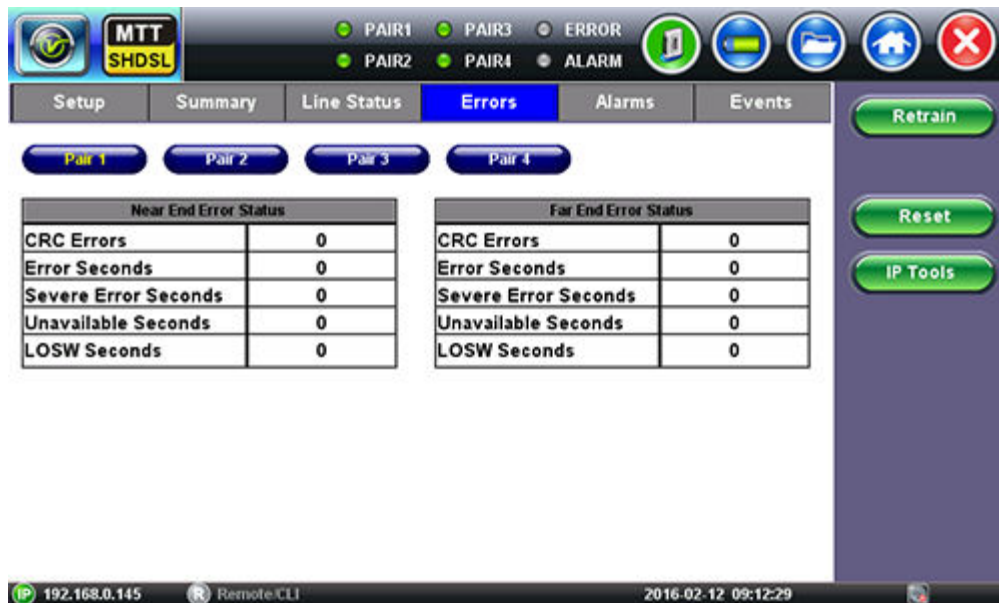 MTT
SHDSL
PAIR1 PAIR3 ERROR
PAIR2 PAIR4 ALARM
Setup Summary Line Status Errors Alarms Events
Retrain
Pair 1 Pair 2 Pair 3 Pair 4
Near End Error Status
CRC Errors 0
Error Seconds 0
Severe Error Seconds 0
Unavailable Seconds 0
LOSW Seconds 0
Far End Error Status
CRC Errors 0
Error Seconds 0
Severe Error Seconds 0
Unavailable Seconds 0
LOSW Seconds 0
Reset
IP Tools
IP 192.168.0.145 R Remote/CLI 2016-02-12 09:12:29